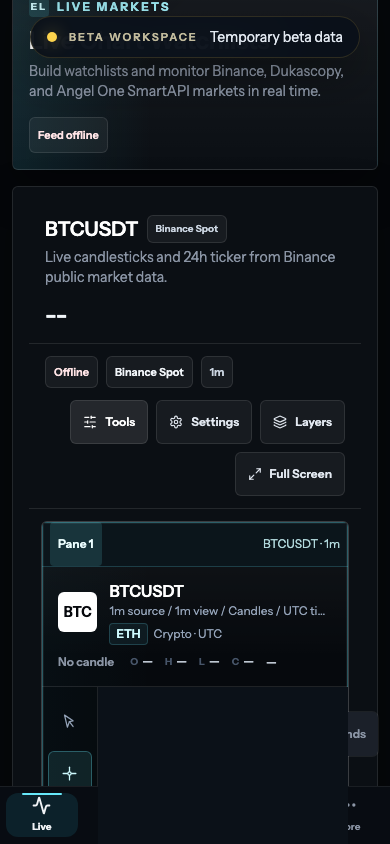 EL LIVE MARKETS
BETA WORKSPACE Temporary beta data
Build watchlists and monitor Binance, Dukascopy,
and Angel One SmartAPI markets in real time.
Feed offline
BTCUSDT Binance Spot
Live candlesticks and 24h ticker from Binance
public market data.
--
Offline Binance Spot 1m
Tools Settings Layers
Full Screen
Pane 1 BTCUSDT · 1m
BTC BTCUSDT
1m source / 1m view / Candles / UTC ti...
ETH Crypto · UTC
No candle O — H — L — C — —
Live